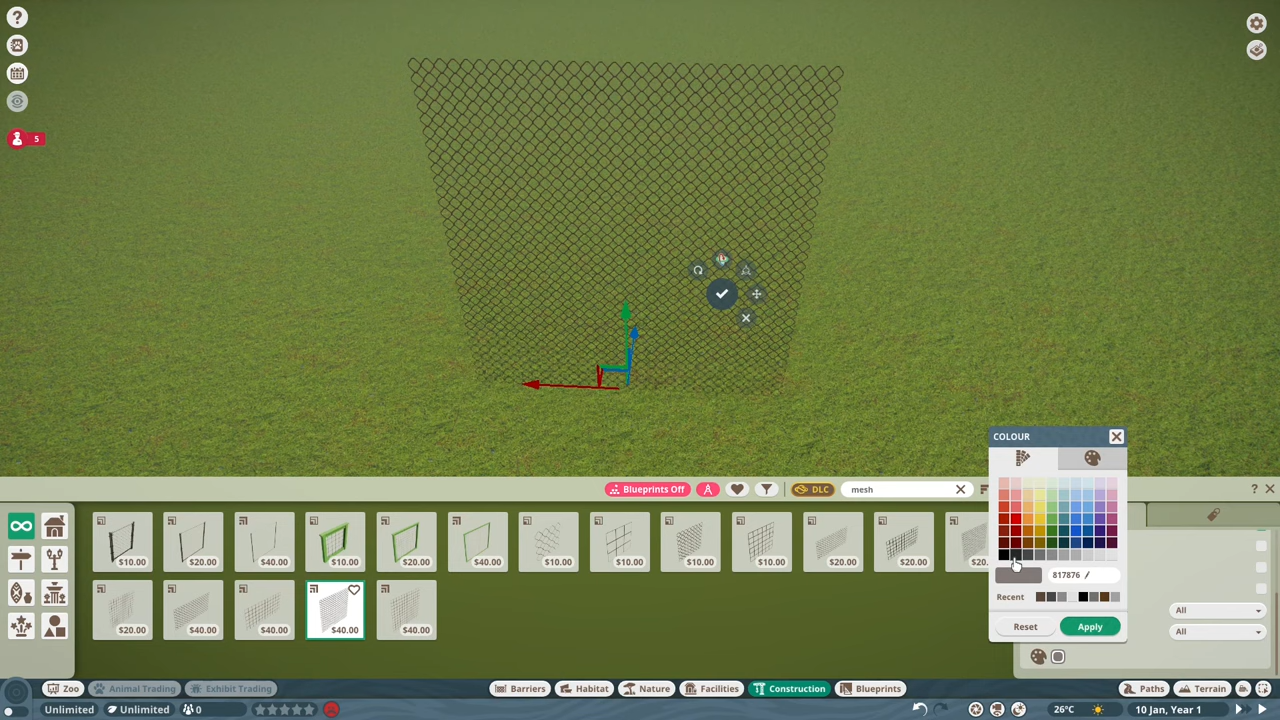 ?
5
COLOUR
817876 /
Recent
Reset
Apply
Blueprints Off
DLC
mesh
?
$10.00
$20.00
$40.00
$10.00
$20.00
$40.00
$10.00
$10.00
$10.00
$10.00
$20.00
$20.00
$20.
$20.00
$40.00
$40.00
$40.00
$40.00
All
All
Zoo
Animal Trading
Exhibit Trading
Barriers
Habitat
Nature
Facilities
Construction
Blueprints
Paths
Terrain
Unlimited
Unlimited
0
26°C
10 Jan, Year 1